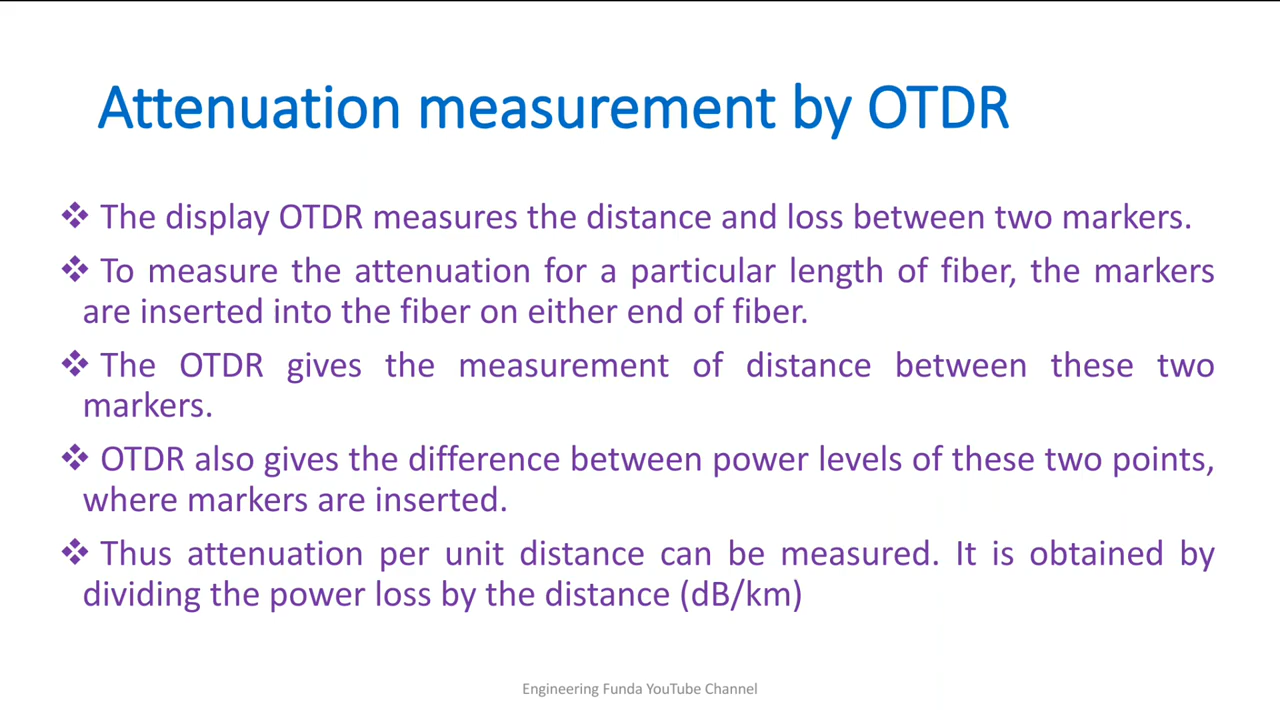 Attenuation measurement by OTDR
❖ The display OTDR measures the distance and loss between two markers.
❖ To measure the attenuation for a particular length of fiber, the markers
are inserted into the fiber on either end of fiber.
❖ The OTDR gives the measurement of distance between these two
markers.
❖ OTDR also gives the difference between power levels of these two points,
where markers are inserted.
❖ Thus attenuation per unit distance can be measured. It is obtained by
dividing the power loss by the distance (dB/km)
Engineering Funda YouTube Channel